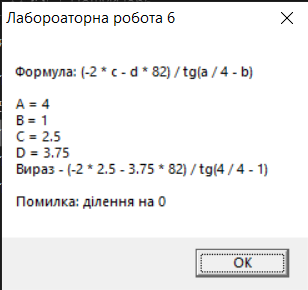 Лабороаторна робота 6
Формула: (-2 * c - d * 82) / tg(a / 4 - b)
A = 4
B = 1
C = 2.5
D = 3.75
Вираз - (-2 * 2.5 - 3.75 * 82) / tg(4 / 4 - 1)
Помилка: ділення на 0
OK